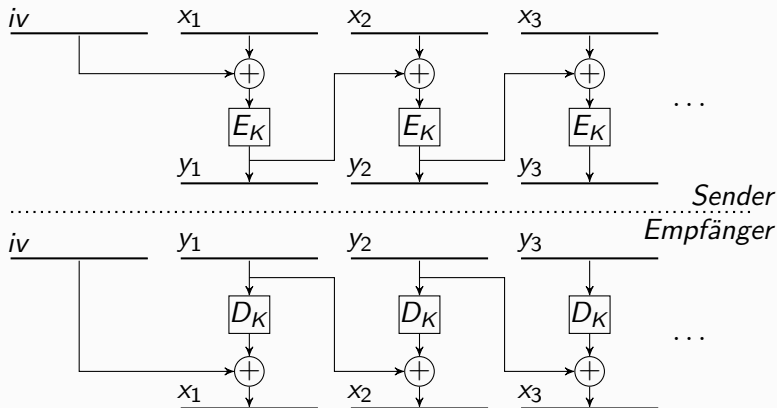 iv x₁ x₂ x₃
+ + +
E_K E_K E_K ...
y₁ y₂ y₃
Sender
Empfänger
iv y₁ y₂ y₃
D_K D_K D_K ...
+ + +
x₁ x₂ x₃